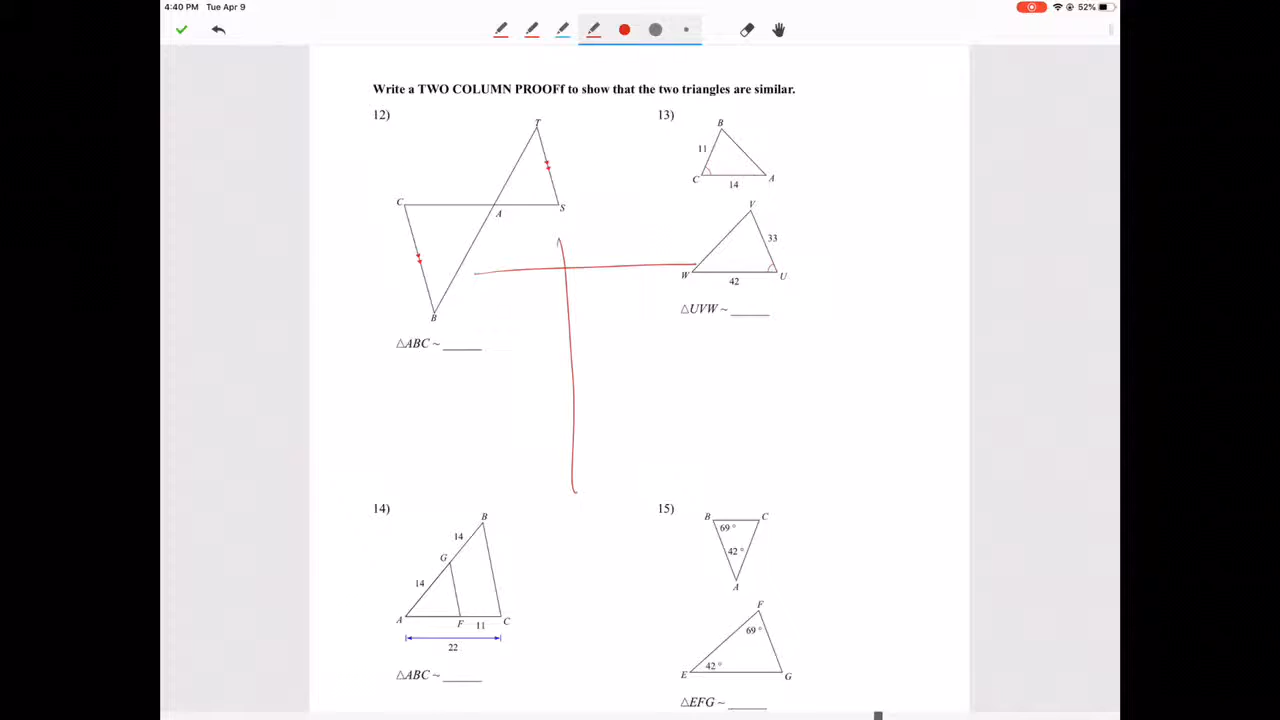 4:40 PM Tue Apr 9
52%
Write a TWO COLUMN PROOFf to show that the two triangles are similar.
12)
T
C
A
S
B
△ABC ~ ______
13)
B
11
C
14
A
V
33
W
42
U
△UVW ~ ______
14)
B
14
G
14
A
F
11
C
22
△ABC ~ ______
15)
B
C
69°
42°
A
F
69°
42°
E
G
△EFG ~ ______